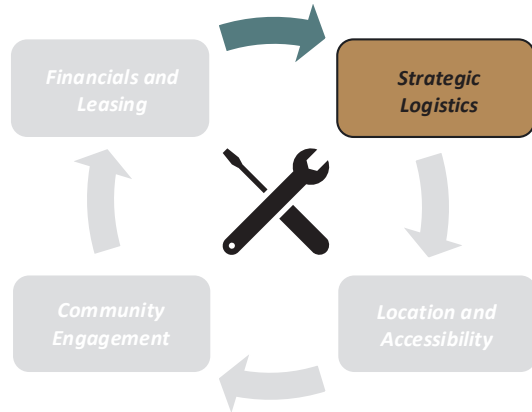 Financials and
Leasing
Strategic
Logistics
Community
Engagement
Location and
Accessibility